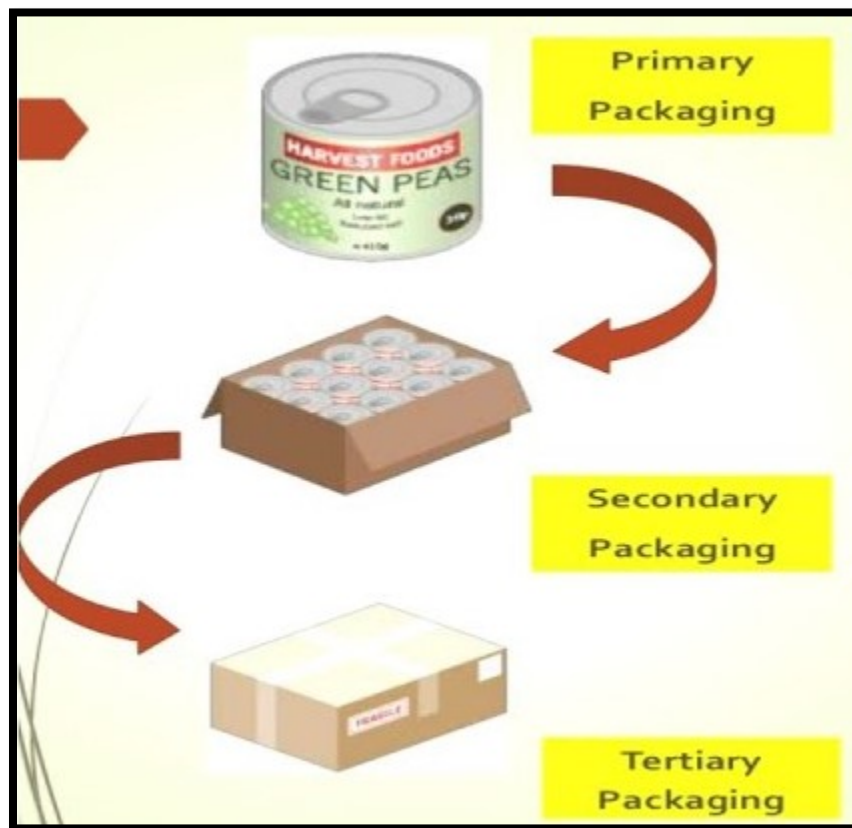 Primary
Packaging
HARVEST FOODS
GREEN PEAS
All natural
Secondary
Packaging
FRAGILE
Tertiary
Packaging